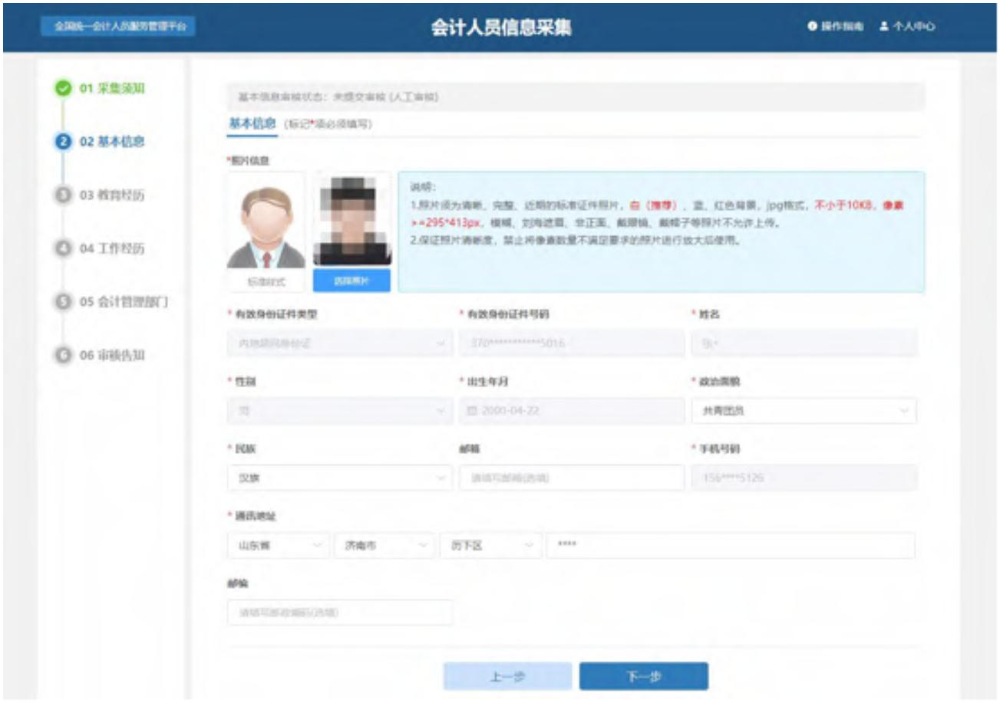 全国统一会计人员服务管理平台
会计人员信息采集
操作指南
个人中心
01 采集须知
2 02 基本信息
3 03 教育经历
4 04 工作经历
5 05 会计管理部门
6 06 审核告知
基本信息审核状态：未提交审核 (人工审核)
基本信息 (标记*项必须填写)
*照片信息
标准样式
选择照片
说明：
1.照片须为清晰、完整、近期的标准证件照片，白（推荐）、蓝、红色背景，jpg格式，不小于10KB，像素
>=295*413px，模糊、刘海遮眉、非正面、戴眼镜、戴帽子等照片不允许上传。
2.保证照片清晰度，禁止将像素数量不满足要求的照片进行放大后使用。
* 有效身份证件类型
* 有效身份证件号码
* 姓名
内地居民身份证
370***********5016
张*
* 性别
* 出生年月
* 政治面貌
男
2000-04-22
共青团员
* 民族
邮箱
* 手机号码
汉族
请填写邮箱(选填)
156****5126
* 通讯地址
山东省
济南市
历下区
****
邮编
请填写邮政编码(选填)
上一步
下一步